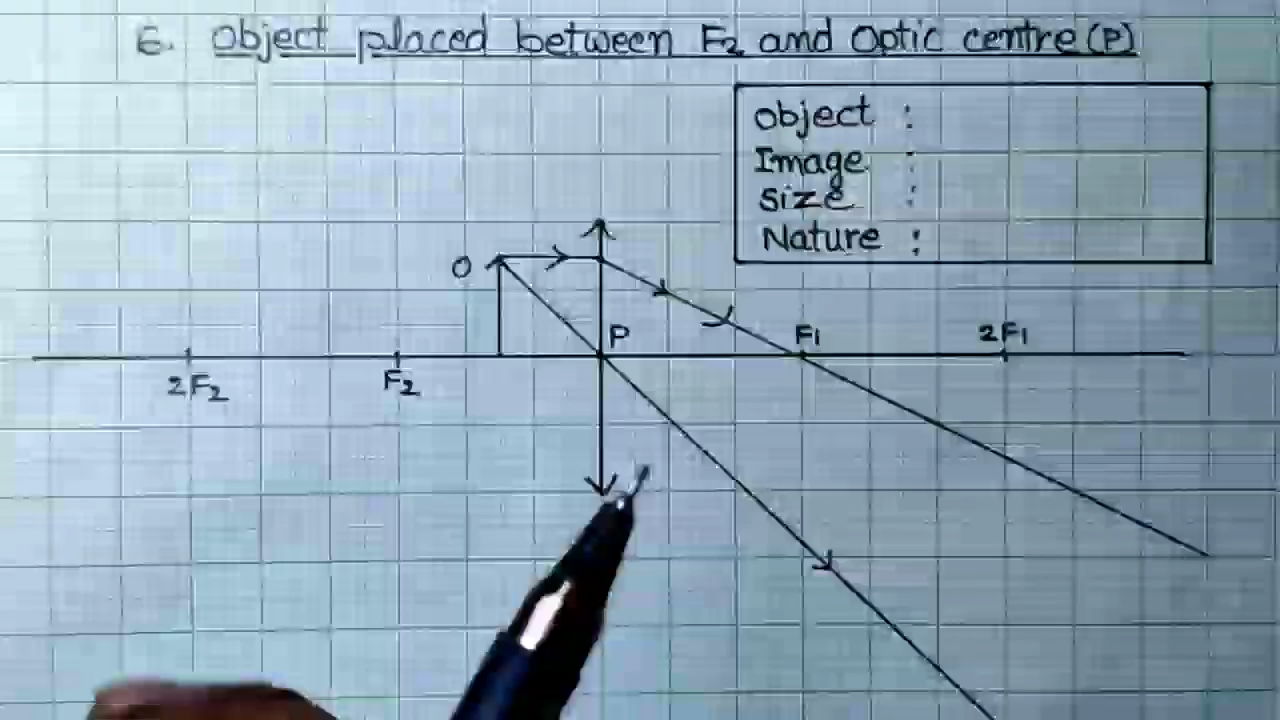 6. Object placed between F2 and Optic centre (P)
Object :
Image :
Size :
Nature :
O
P
F1
2F1
2F2
F2